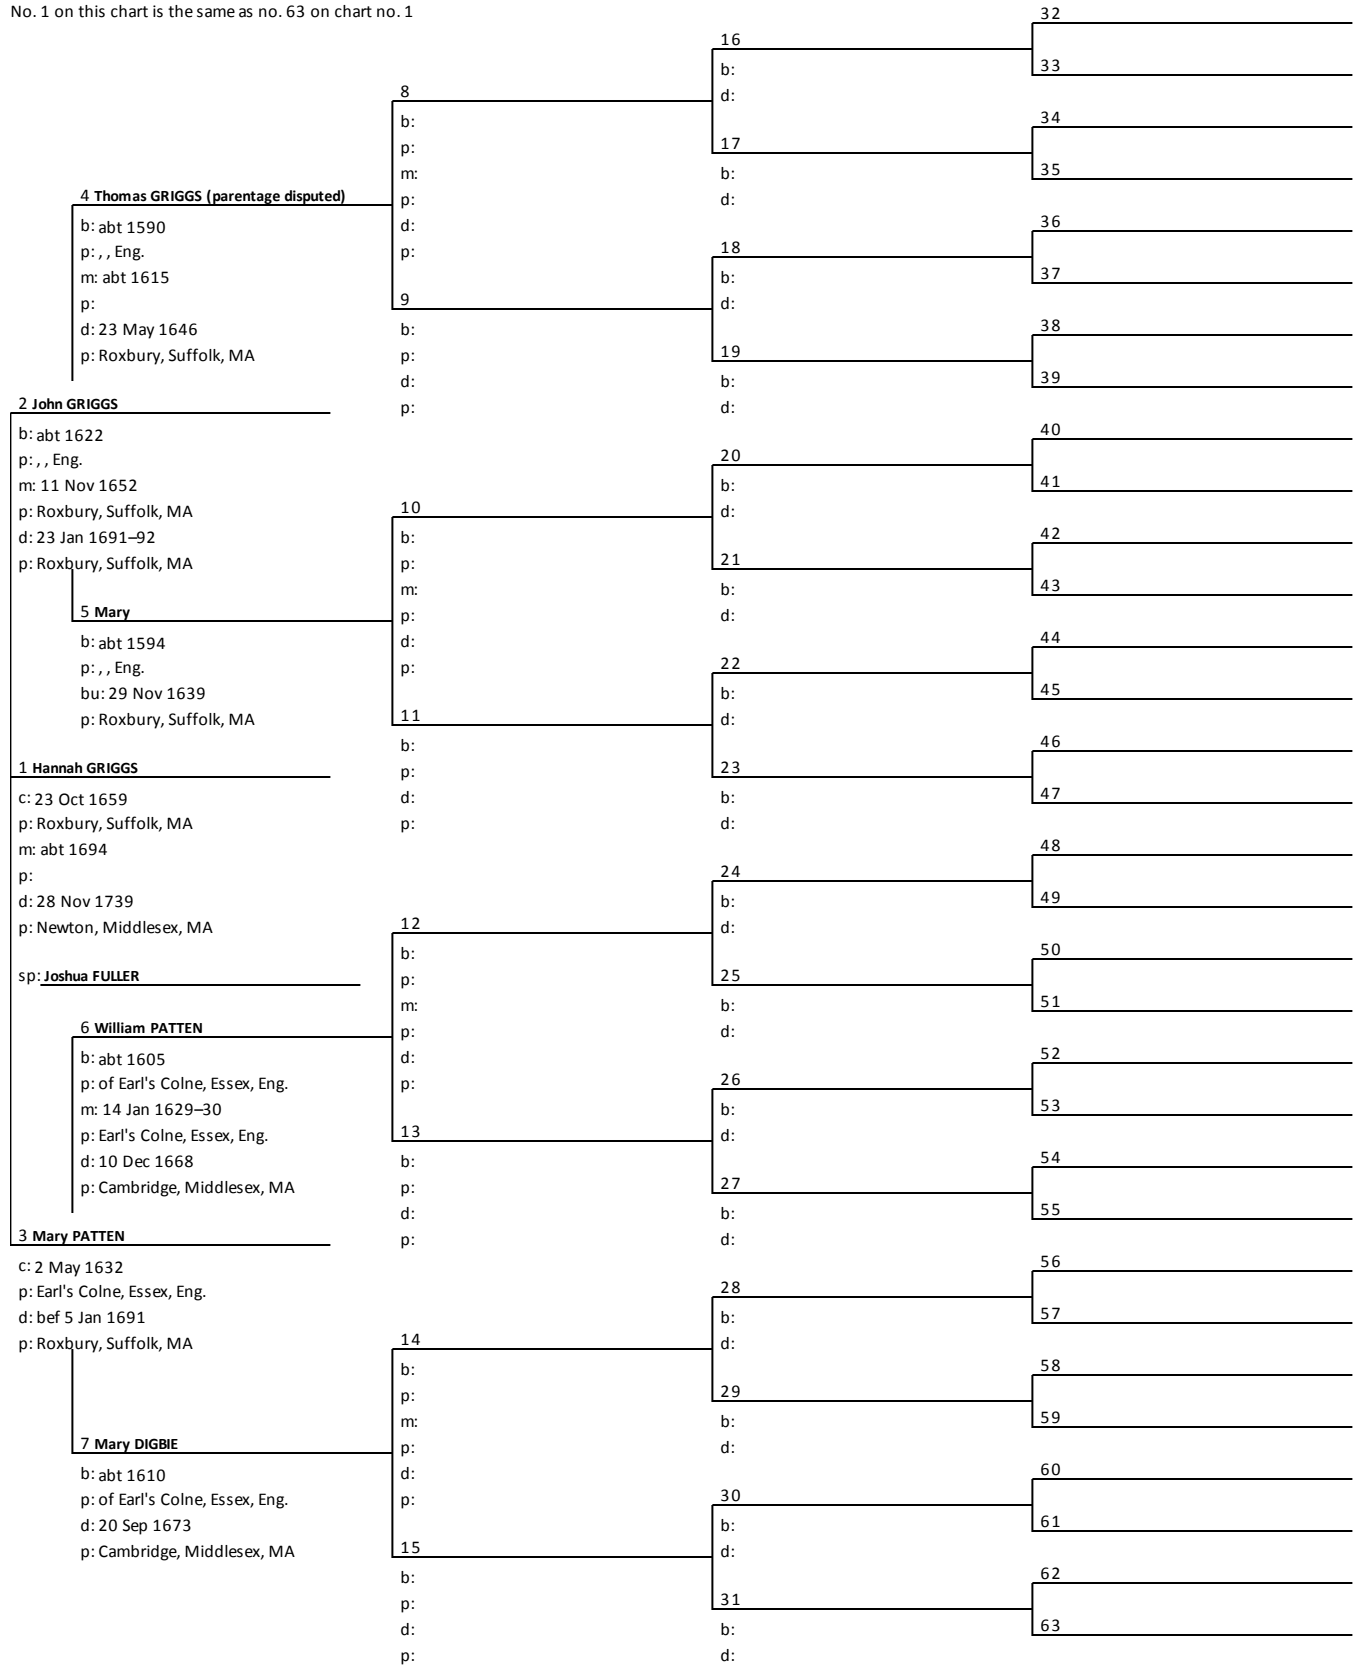 No. 1 on this chart is the same as no. 63 on chart no. 1
4 Thomas GRIGGS (parentage disputed)
b: abt 1590
p: , , Eng.
m: abt 1615
p:
d: 23 May 1646
p: Roxbury, Suffolk, MA
2 John GRIGGS
b: abt 1622
p: , , Eng.
m: 11 Nov 1652
p: Roxbury, Suffolk, MA
d: 23 Jan 1691–92
p: Roxbury, Suffolk, MA
5 Mary
b: abt 1594
p: , , Eng.
bu: 29 Nov 1639
p: Roxbury, Suffolk, MA
1 Hannah GRIGGS
c: 23 Oct 1659
p: Roxbury, Suffolk, MA
m: abt 1694
p:
d: 28 Nov 1739
p: Newton, Middlesex, MA
sp: Joshua FULLER
6 William PATTEN
b: abt 1605
p: of Earl's Colne, Essex, Eng.
m: 14 Jan 1629–30
p: Earl's Colne, Essex, Eng.
d: 10 Dec 1668
p: Cambridge, Middlesex, MA
3 Mary PATTEN
c: 2 May 1632
p: Earl's Colne, Essex, Eng.
d: bef 5 Jan 1691
p: Roxbury, Suffolk, MA
7 Mary DIGBIE
b: abt 1610
p: of Earl's Colne, Essex, Eng.
d: 20 Sep 1673
p: Cambridge, Middlesex, MA
8
b:
p:
m:
p:
d:
p:
9
b:
p:
d:
p:
10
b:
p:
m:
p:
d:
p:
11
b:
p:
d:
p:
12
b:
p:
m:
p:
d:
p:
13
b:
p:
d:
p:
14
b:
p:
m:
p:
d:
p:
15
b:
p:
d:
p:
16
b:
d:
17
b:
d:
18
b:
d:
19
b:
d:
20
b:
d:
21
b:
d:
22
b:
d:
23
b:
d:
24
b:
d:
25
b:
d:
26
b:
d:
27
b:
d:
28
b:
d:
29
b:
d:
30
b:
d:
31
b:
d:
32
33
34
35
36
37
38
39
40
41
42
43
44
45
46
47
48
49
50
51
52
53
54
55
56
57
58
59
60
61
62
63